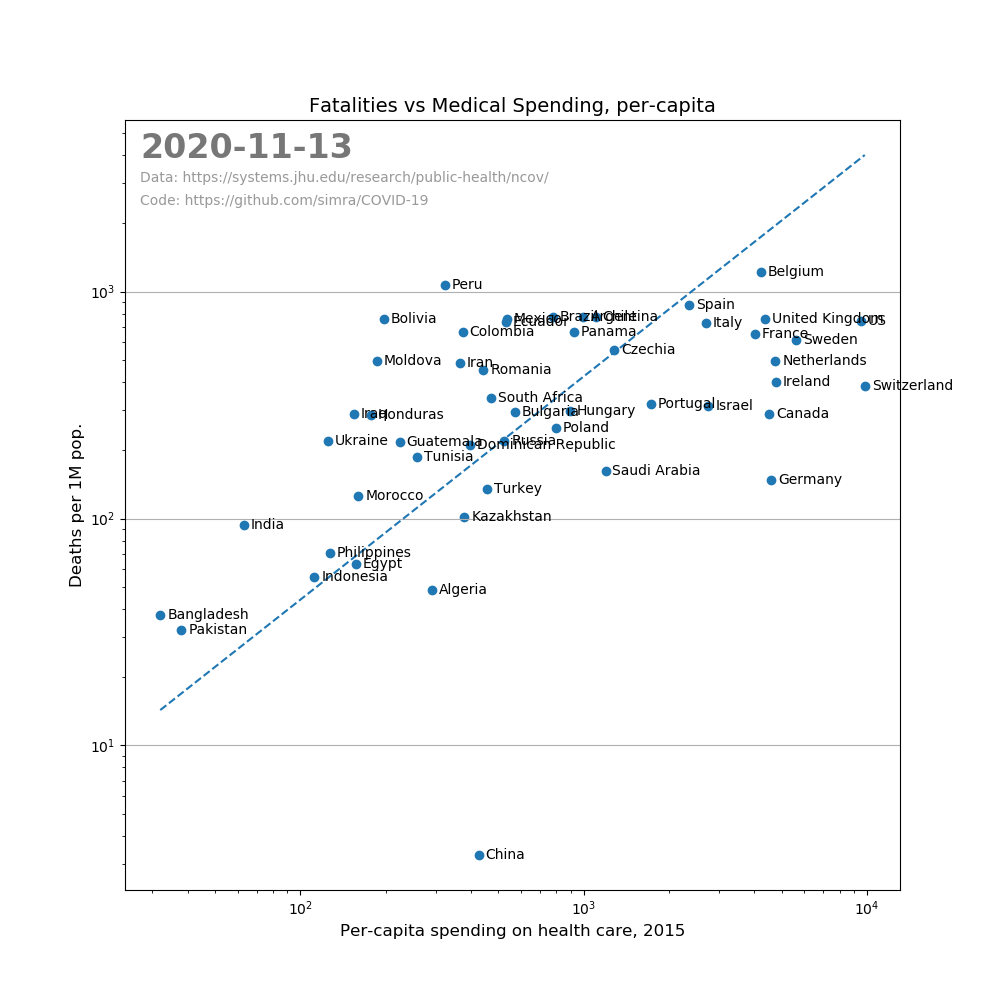 Fatalities vs Medical Spending, per-capita
2020-11-13
Data: https://systems.jhu.edu/research/public-health/ncov/
Code: https://github.com/simra/COVID-19
Belgium
Peru
Spain
Bolivia
Mexico
Ecuador
Brazil
Argentina
Chile
Italy
United Kingdom
US
Colombia
Panama
France
Sweden
Czechia
Moldova
Iran
Romania
Netherlands
Ireland
Switzerland
South Africa
Bulgaria
Hungary
Portugal
Israel
Canada
Iraq
Honduras
Poland
Ukraine
Guatemala
Dominican Republic
Russia
Tunisia
Saudi Arabia
Germany
Turkey
Morocco
Kazakhstan
India
Philippines
Egypt
Indonesia
Algeria
Bangladesh
Pakistan
China
10³
10²
10¹
Deaths per 1M pop.
10² 10³ 10⁴
Per-capita spending on health care, 2015